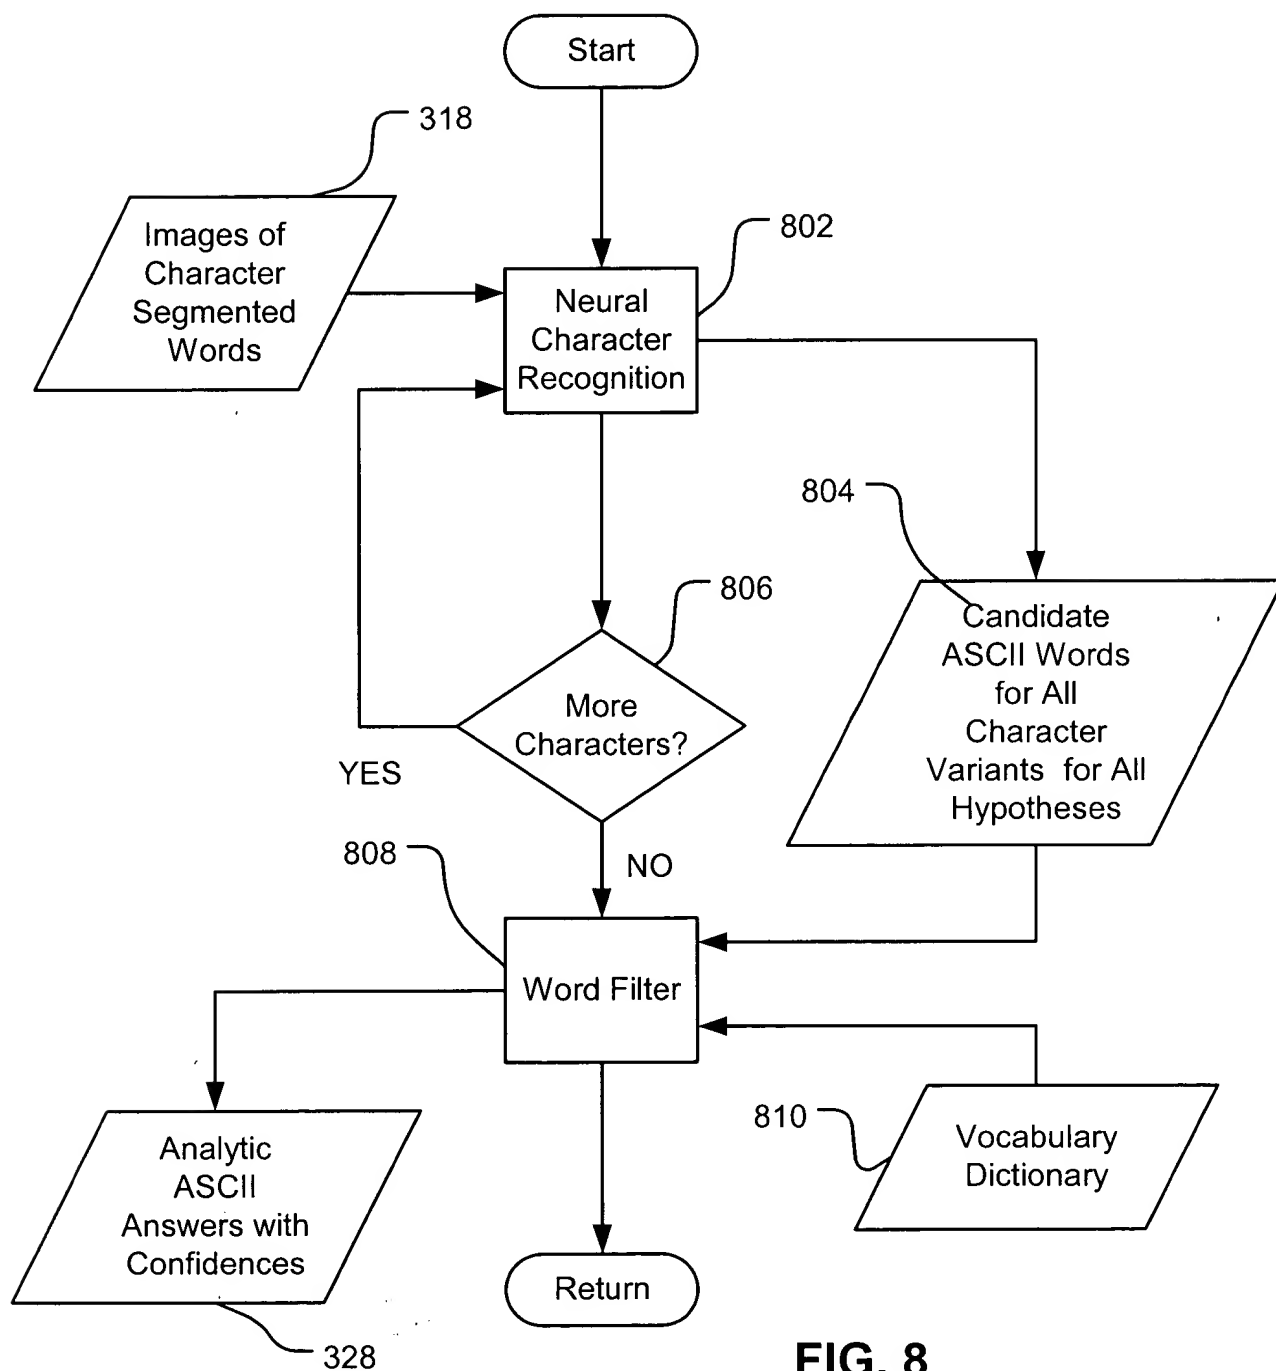 Start
318
Images of
Character
Segmented
Words
802
Neural
Character
Recognition
804
Candidate
ASCII Words
for All
Character
Variants for All
Hypotheses
806
More
Characters?
YES
NO
808
Word Filter
810
Vocabulary
Dictionary
Analytic
ASCII
Answers with
Confidences
328
Return
FIG. 8